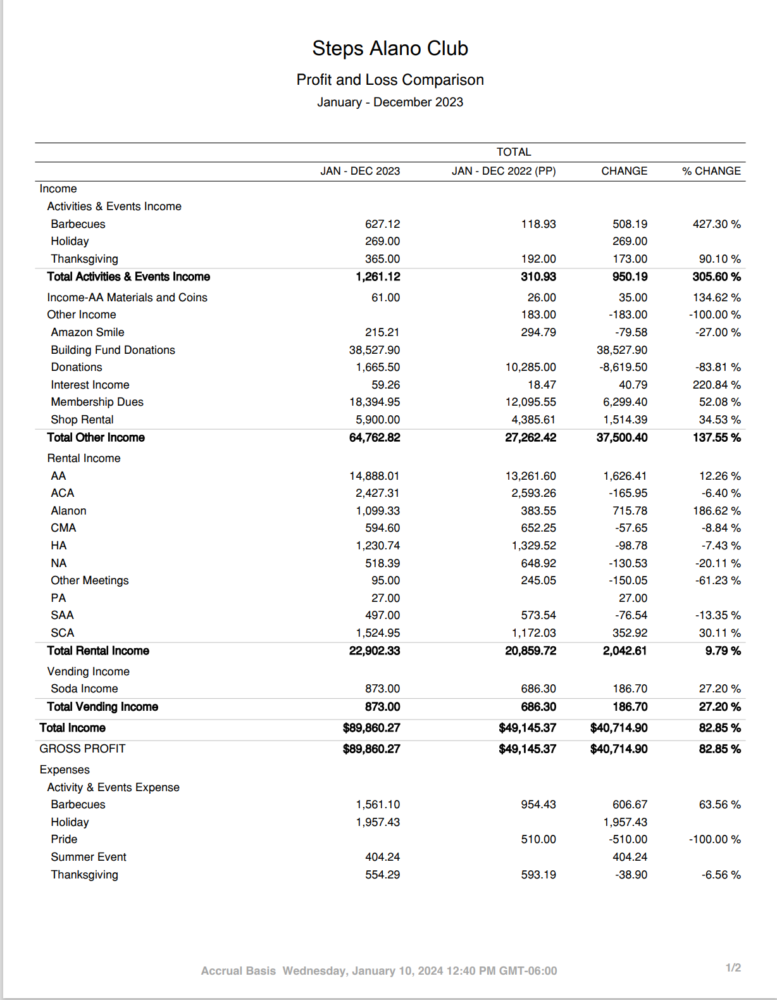 Steps Alano Club
Profit and Loss Comparison
January - December 2023
TOTAL
JAN - DEC 2023 JAN - DEC 2022 (PP) CHANGE % CHANGE
Income
Activities & Events Income
Barbecues 627.12 118.93 508.19 427.30 %
Holiday 269.00 269.00
Thanksgiving 365.00 192.00 173.00 90.10 %
Total Activities & Events Income 1,261.12 310.93 950.19 305.60 %
Income-AA Materials and Coins 61.00 26.00 35.00 134.62 %
Other Income 183.00 -183.00 -100.00 %
Amazon Smile 215.21 294.79 -79.58 -27.00 %
Building Fund Donations 38,527.90 38,527.90
Donations 1,665.50 10,285.00 -8,619.50 -83.81 %
Interest Income 59.26 18.47 40.79 220.84 %
Membership Dues 18,394.95 12,095.55 6,299.40 52.08 %
Shop Rental 5,900.00 4,385.61 1,514.39 34.53 %
Total Other Income 64,762.82 27,262.42 37,500.40 137.55 %
Rental Income
AA 14,888.01 13,261.60 1,626.41 12.26 %
ACA 2,427.31 2,593.26 -165.95 -6.40 %
Alanon 1,099.33 383.55 715.78 186.62 %
CMA 594.60 652.25 -57.65 -8.84 %
HA 1,230.74 1,329.52 -98.78 -7.43 %
NA 518.39 648.92 -130.53 -20.11 %
Other Meetings 95.00 245.05 -150.05 -61.23 %
PA 27.00 27.00
SAA 497.00 573.54 -76.54 -13.35 %
SCA 1,524.95 1,172.03 352.92 30.11 %
Total Rental Income 22,902.33 20,859.72 2,042.61 9.79 %
Vending Income
Soda Income 873.00 686.30 186.70 27.20 %
Total Vending Income 873.00 686.30 186.70 27.20 %
Total Income $89,860.27 $49,145.37 $40,714.90 82.85 %
GROSS PROFIT $89,860.27 $49,145.37 $40,714.90 82.85 %
Expenses
Activity & Events Expense
Barbecues 1,561.10 954.43 606.67 63.56 %
Holiday 1,957.43 1,957.43
Pride 510.00 -510.00 -100.00 %
Summer Event 404.24 404.24
Thanksgiving 554.29 593.19 -38.90 -6.56 %
Accrual Basis Wednesday, January 10, 2024 12:40 PM GMT-06:00 1/2